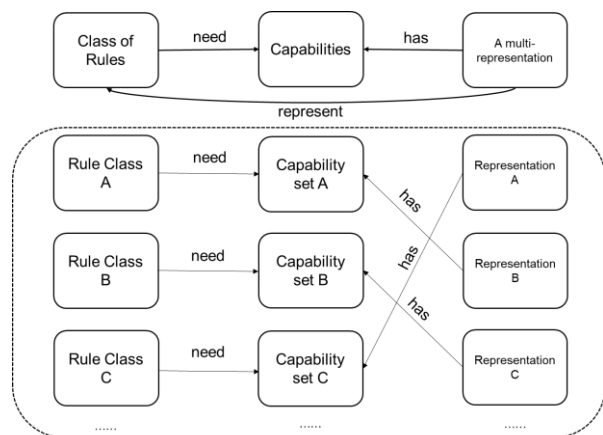 Class of
Rules
need
Capabilities
has
A multi-
representation
represent
Rule Class
A
need
Capability
set A
has
Representation
A
Rule Class
B
need
Capability
set B
has
Representation
B
Rule Class
C
need
Capability
set C
has
Representation
C
......
......
......